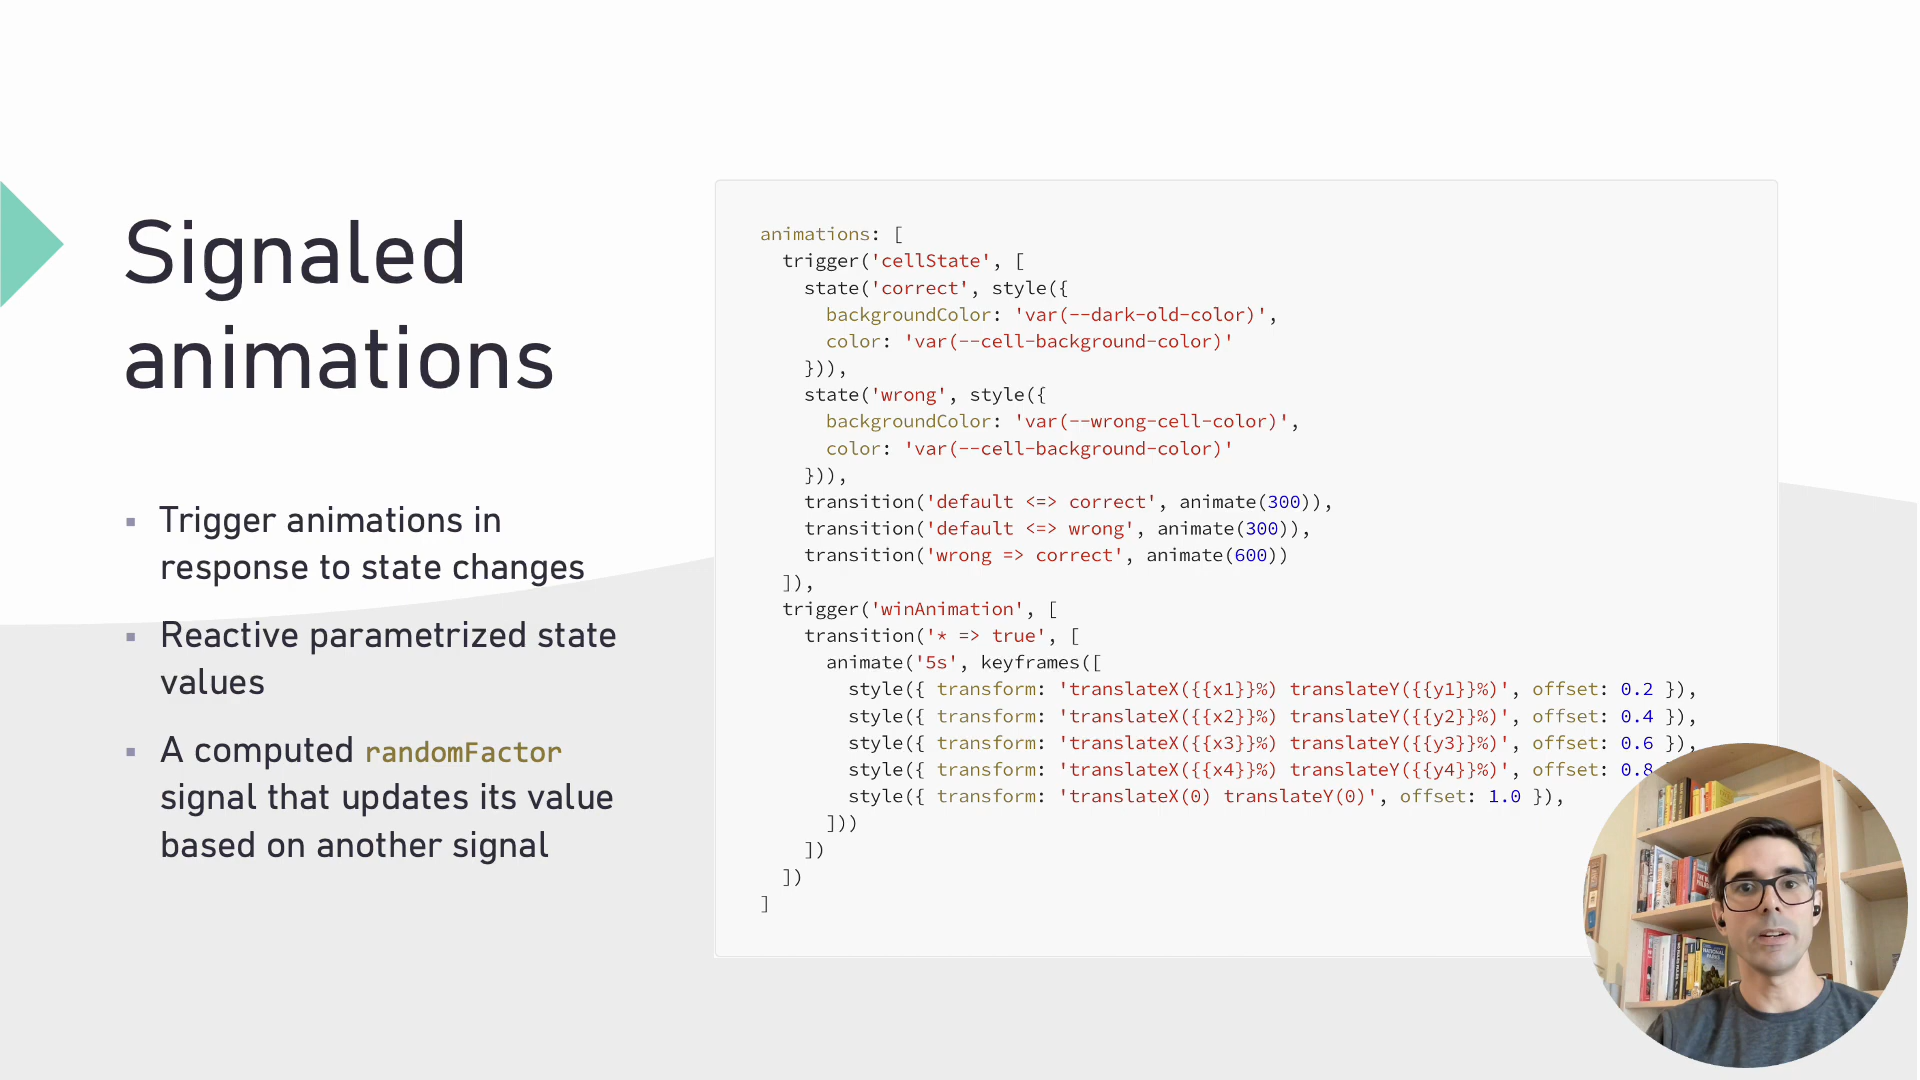 Signaled
animations
▪ Trigger animations in
response to state changes
▪ Reactive parametrized state
values
▪ A computed randomFactor
signal that updates its value
based on another signal
animations: [
  trigger('cellState', [
    state('correct', style({
      backgroundColor: 'var(--dark-old-color)',
      color: 'var(--cell-background-color)'
    })),
    state('wrong', style({
      backgroundColor: 'var(--wrong-cell-color)',
      color: 'var(--cell-background-color)'
    })),
    transition('default <=> correct', animate(300)),
    transition('default <=> wrong', animate(300)),
    transition('wrong => correct', animate(600))
  ]),
  trigger('winAnimation', [
    transition('* => true', [
      animate('5s', keyframes([
        style({ transform: 'translateX({{x1}}%) translateY({{y1}}%)', offset: 0.2 }),
        style({ transform: 'translateX({{x2}}%) translateY({{y2}}%)', offset: 0.4 }),
        style({ transform: 'translateX({{x3}}%) translateY({{y3}}%)', offset: 0.6 }),
        style({ transform: 'translateX({{x4}}%) translateY({{y4}}%)', offset: 0.8
        style({ transform: 'translateX(0) translateY(0)', offset: 1.0 }),
      ]))
    ])
  ])
]